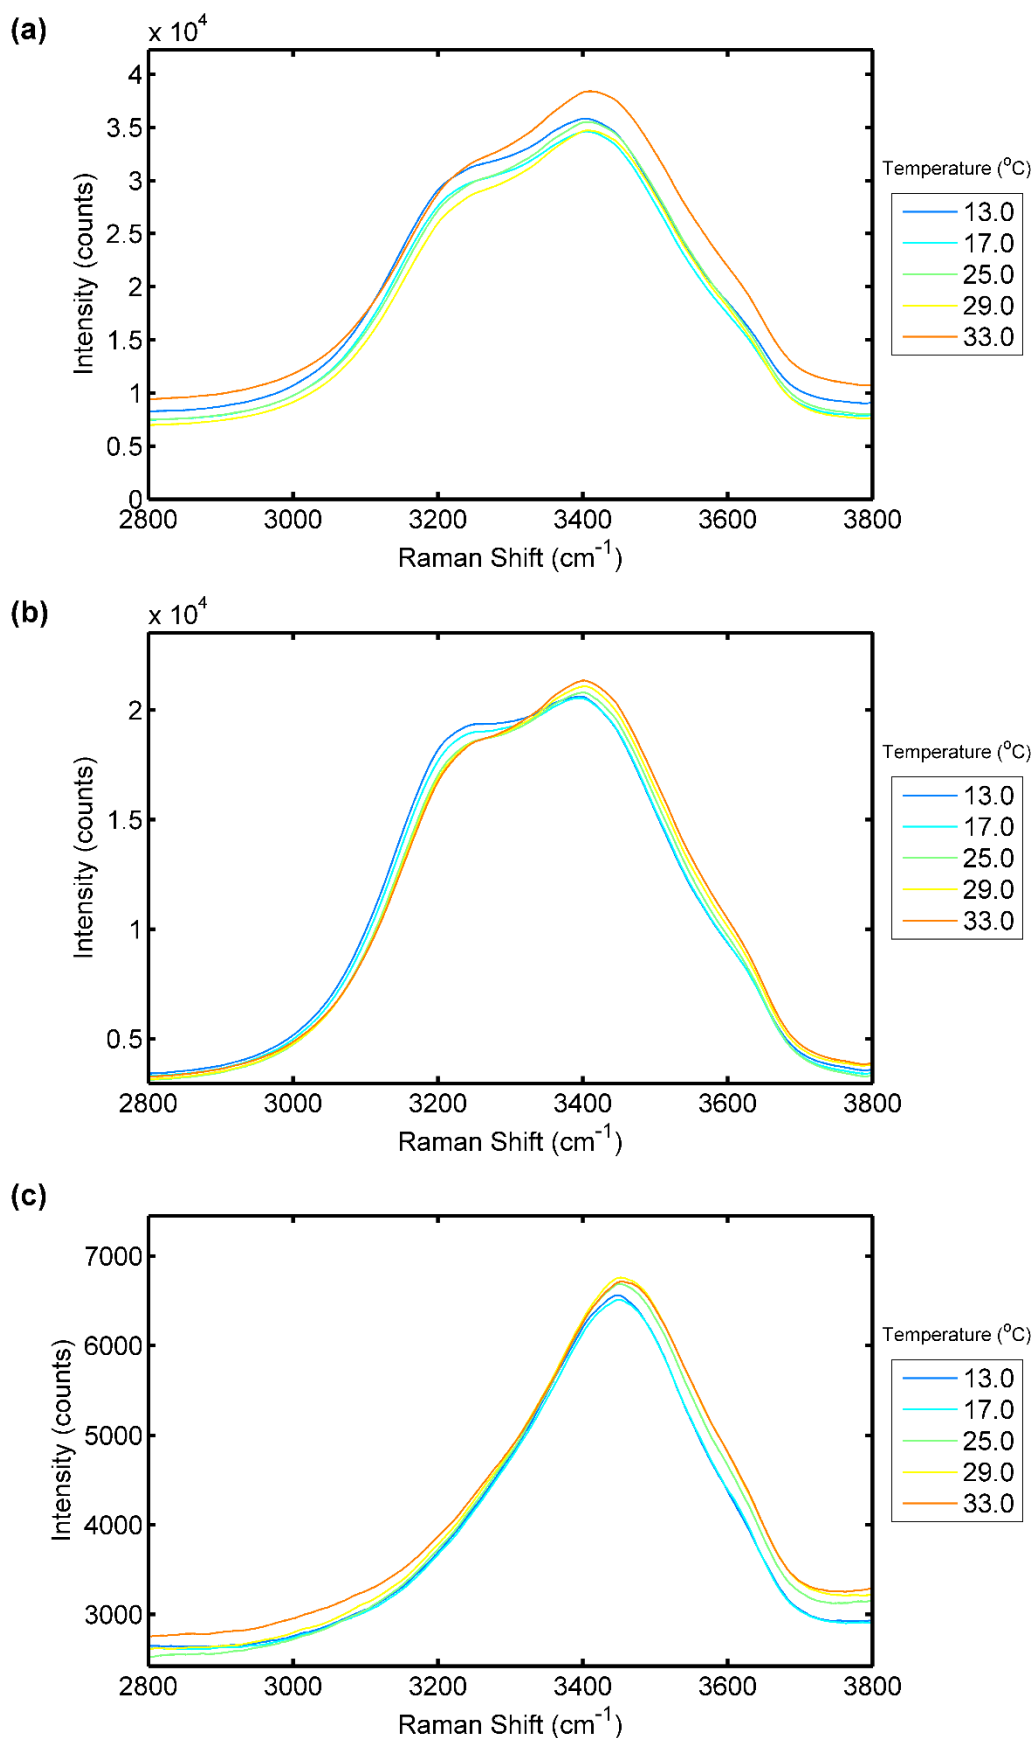 (a)
x 10⁴
4
3.5
3
2.5
2
1.5
1
0.5
0
Intensity (counts)
2800 3000 3200 3400 3600 3800
Raman Shift (cm⁻¹)
Temperature (°C)
13.0
17.0
25.0
29.0
33.0
(b)
x 10⁴
2
1.5
1
0.5
Intensity (counts)
2800 3000 3200 3400 3600 3800
Raman Shift (cm⁻¹)
Temperature (°C)
13.0
17.0
25.0
29.0
33.0
(c)
7000
6000
5000
4000
3000
Intensity (counts)
2800 3000 3200 3400 3600 3800
Raman Shift (cm⁻¹)
Temperature (°C)
13.0
17.0
25.0
29.0
33.0